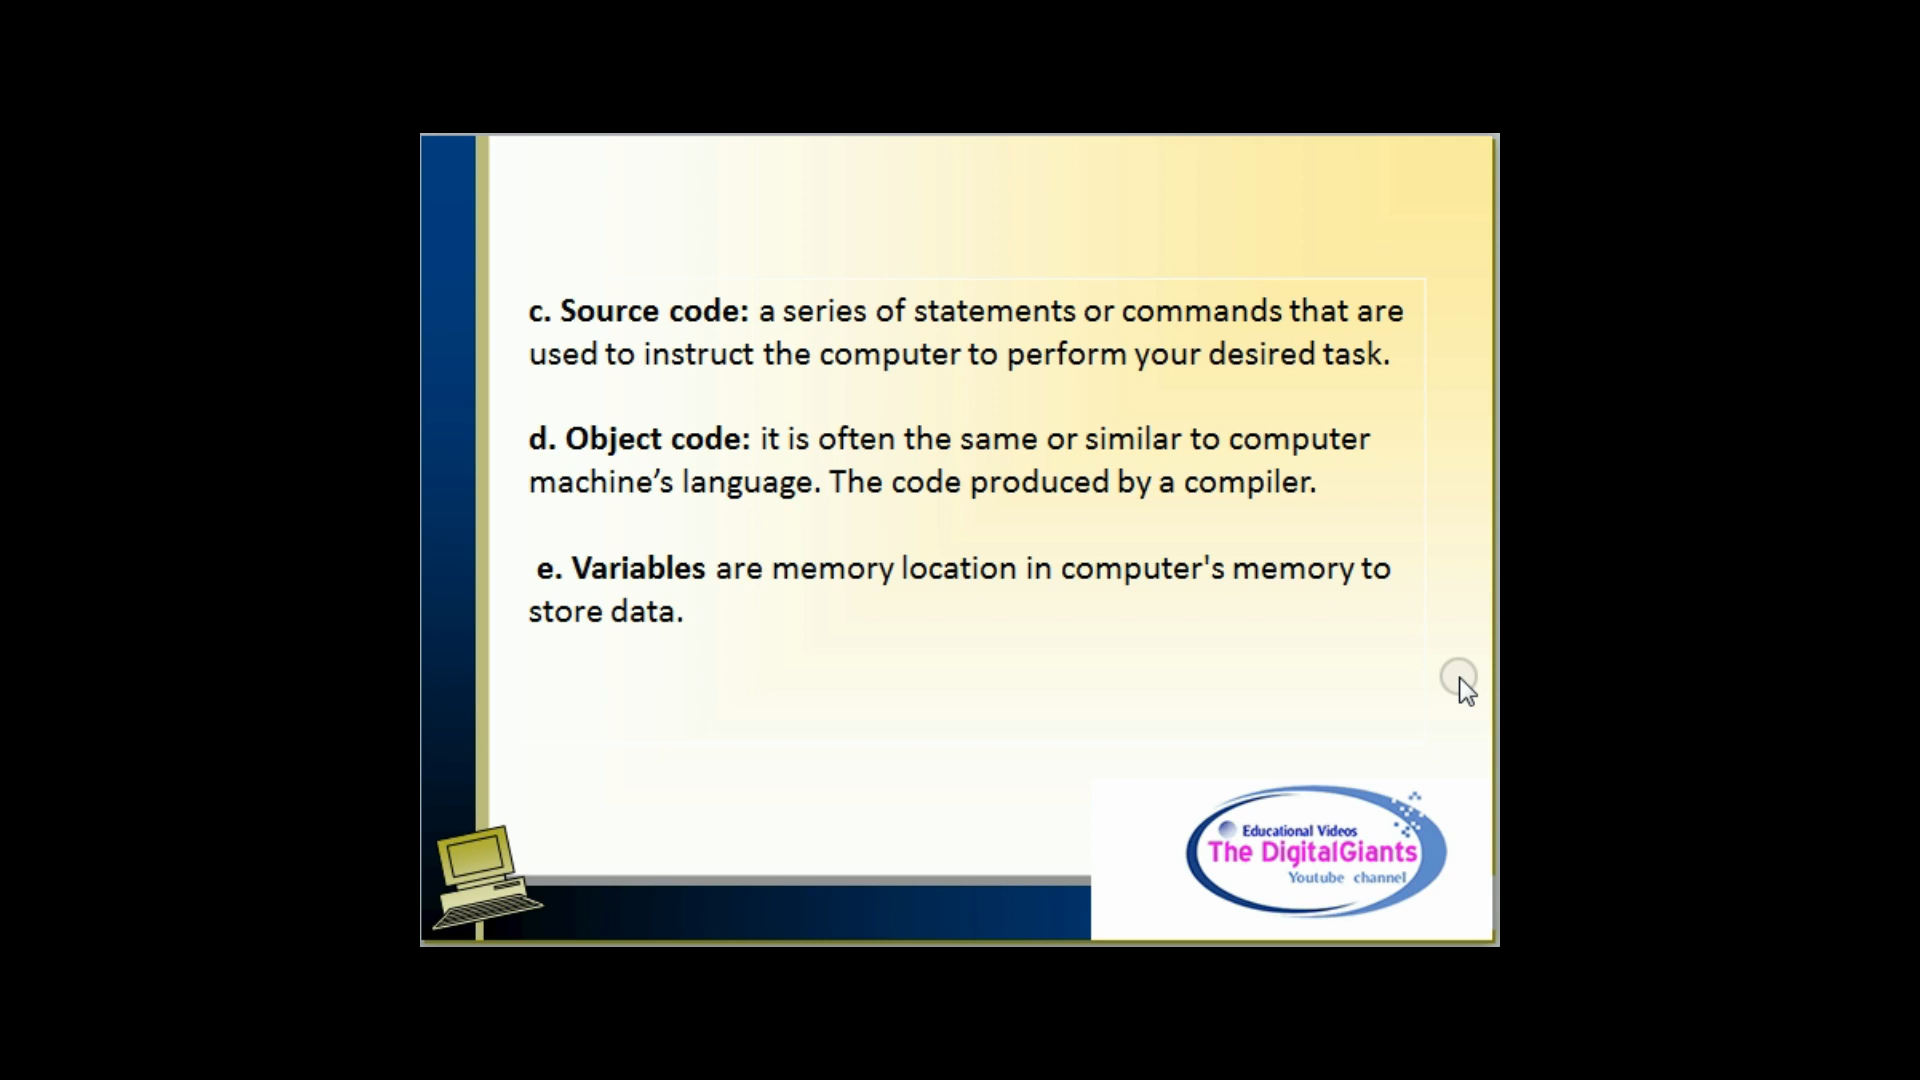 c. Source code: a series of statements or commands that are
used to instruct the computer to perform your desired task.
d. Object code: it is often the same or similar to computer
machine’s language. The code produced by a compiler.
e. Variables are memory location in computer's memory to
store data.
Educational Videos
The DigitalGiants
Youtube channel